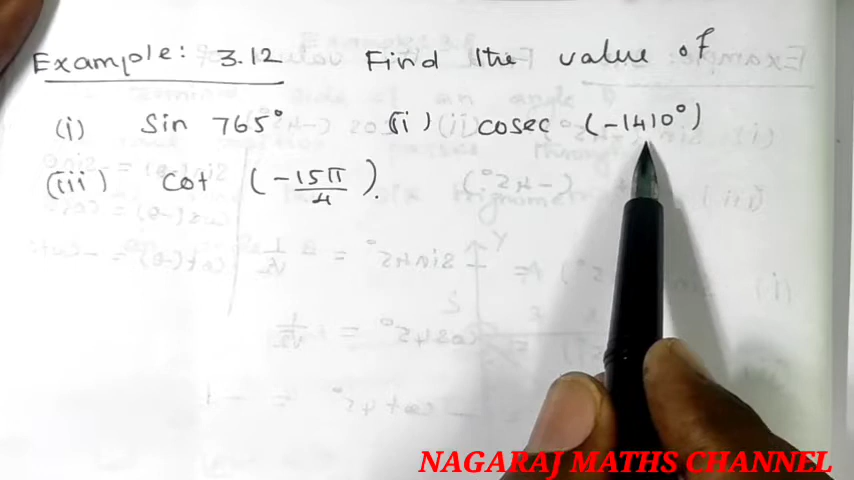 Example: 3.12 Find the value of
(i) Sin 765° (ii) cosec (-1410°)
(iii) cot (-15π/4).
NAGARAJ MATHS CHANNEL